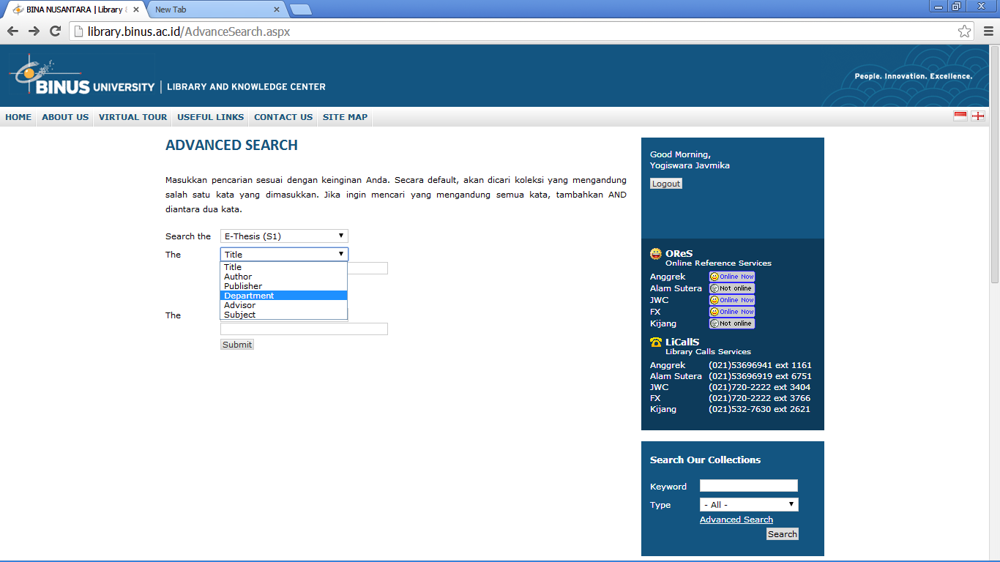 BINA NUSANTARA | Library &
New Tab
library.binus.ac.id/AdvanceSearch.aspx
BINUS UNIVERSITY | LIBRARY AND KNOWLEDGE CENTER
People. Innovation. Excellence.
HOME ABOUT US VIRTUAL TOUR USEFUL LINKS CONTACT US SITE MAP
ADVANCED SEARCH
Masukkan pencarian sesuai dengan keinginan Anda. Secara default, akan dicari koleksi yang mengandung
salah satu kata yang dimasukkan. Jika ingin mencari yang mengandung semua kata, tambahkan AND
diantara dua kata.
Search the E-Thesis (S1)
The Title
Title
Author
Publisher
Department
Advisor
Subject
The
Submit
Good Morning,
Yogiswara Javmika
Logout
OReS
Online Reference Services
Anggrek Online Now
Alam Sutera Not online
JWC Online Now
FX Online Now
Kijang Not online
LiCallS
Library Calls Services
Anggrek (021)53696941 ext 1161
Alam Sutera (021)53696919 ext 6751
JWC (021)720-2222 ext 3404
FX (021)720-2222 ext 3766
Kijang (021)532-7630 ext 2621
Search Our Collections
Keyword
Type - All -
Advanced Search
Search